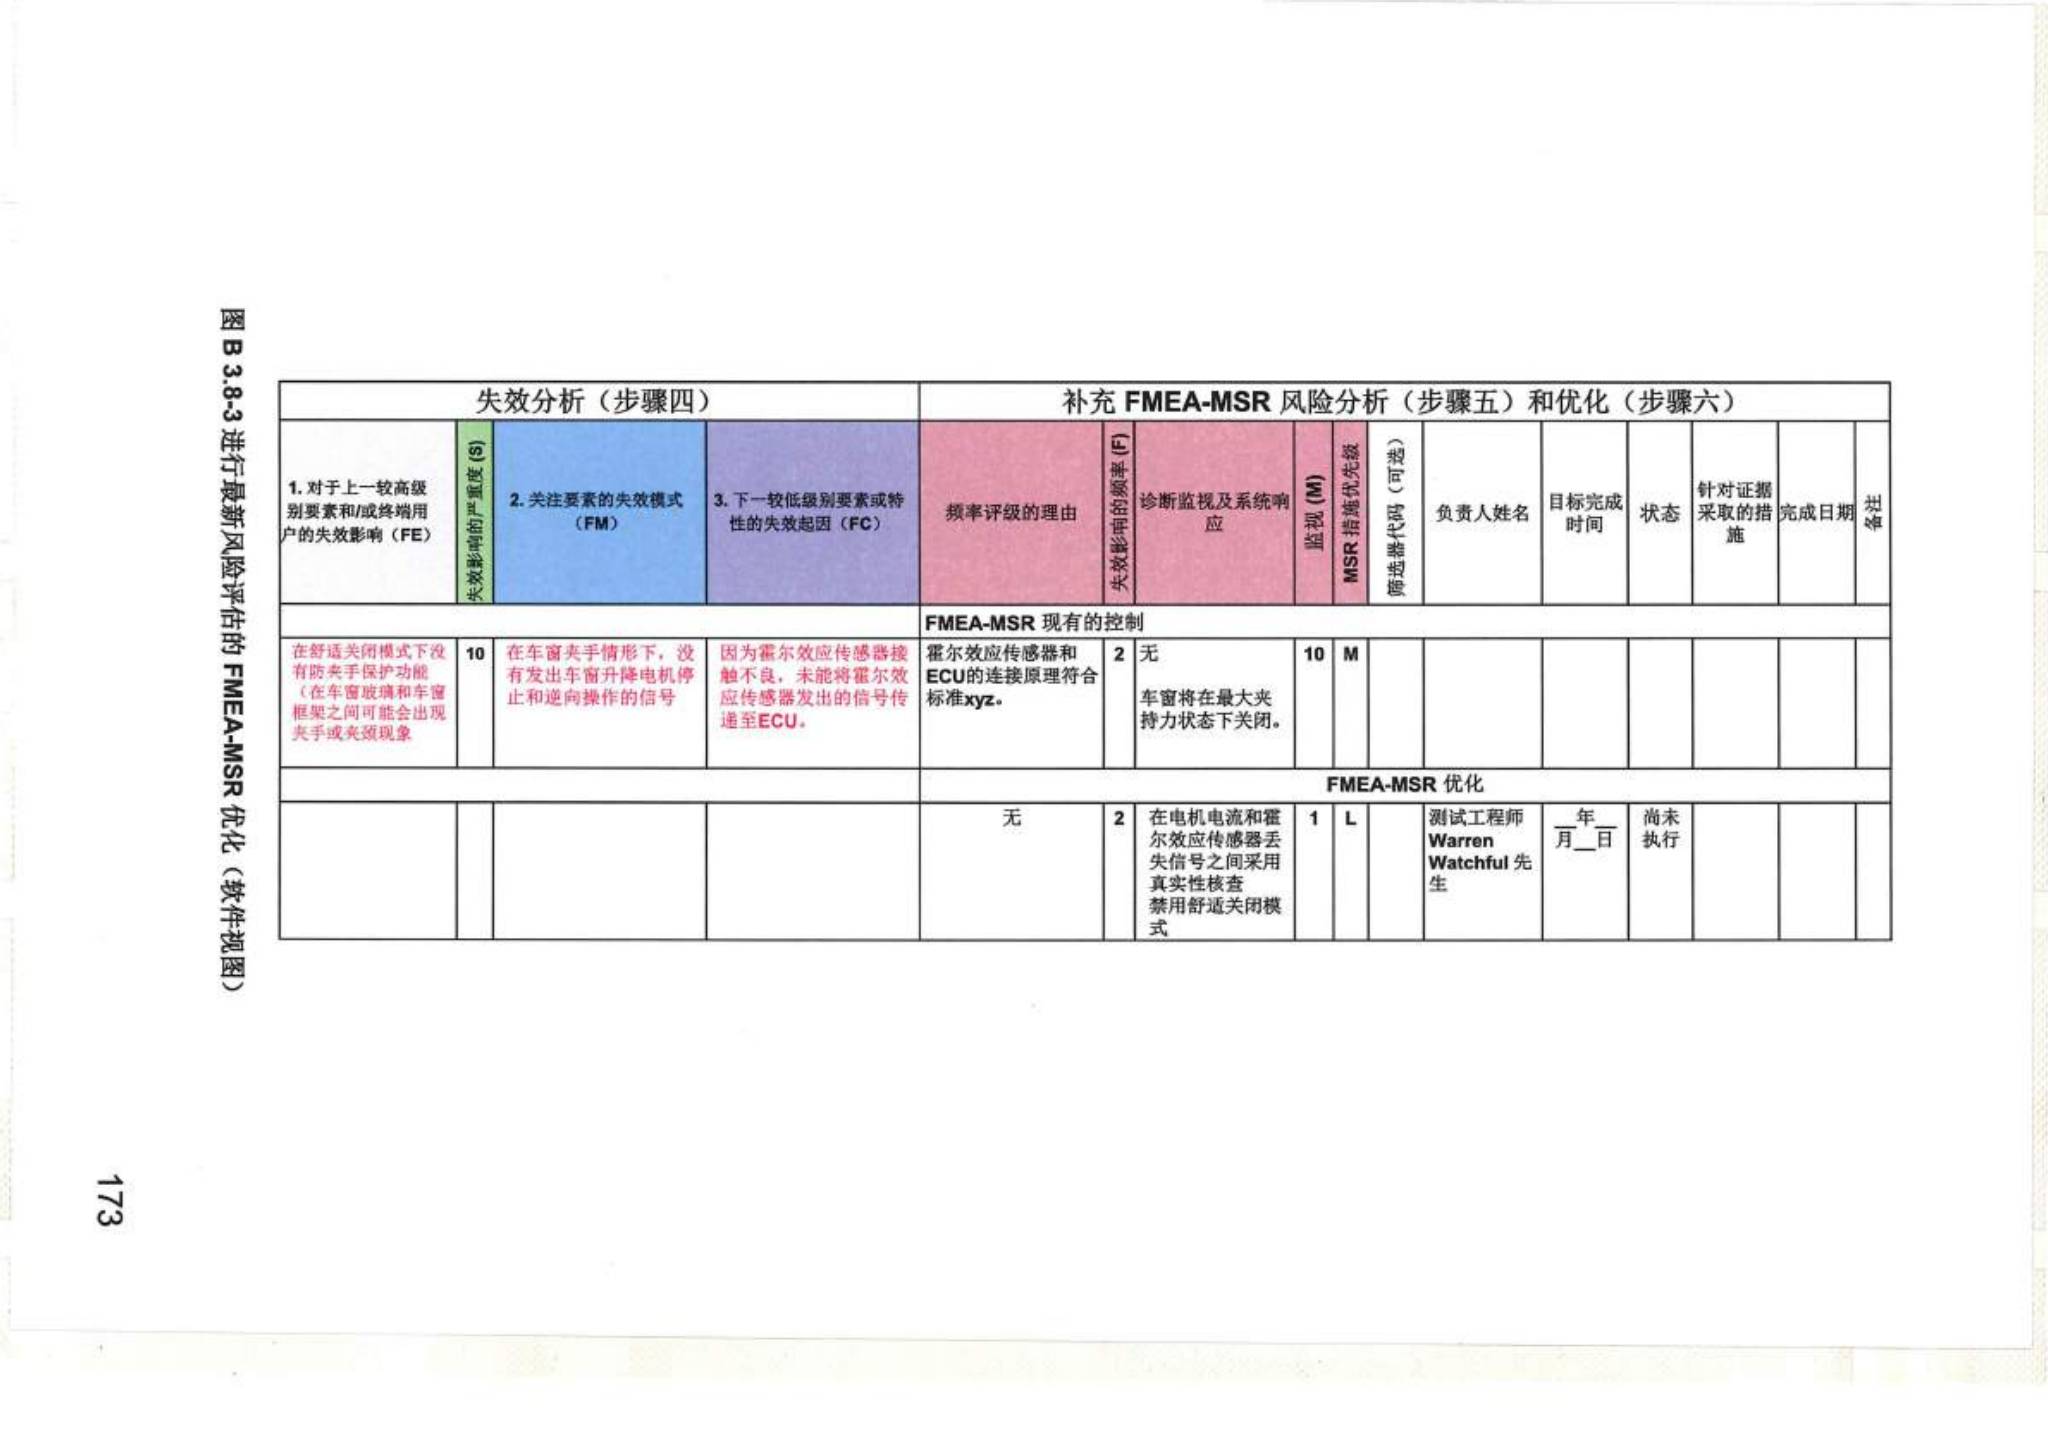 图 B 3.8-3 进行最新风险评估的 FMEA-MSR 优化（软件视图）
失效分析（步骤四）
补充 FMEA-MSR 风险分析（步骤五）和优化（步骤六）
1. 对于上一较高级
别要素和/或终端用
户的失效影响（FE）
失效影响的严重度 (S)
2. 关注要素的失效模式
（FM）
3. 下一较低级别要素或特
性的失效起因（FC）
频率评级的理由
失效影响的频率 (F)
诊断监视及系统响
应
监视 (M)
MSR 措施优先级
筛选器代码（可选）
负责人姓名
目标完成
时间
状态
针对证据
采取的措
施
完成日期
备注
FMEA-MSR 现有的控制
在舒适关闭模式下没
有防夹手保护功能
（在车窗玻璃和车窗
框架之间可能会出现
夹手或夹颈现象
10
在车窗夹手情形下，没
有发出车窗升降电机停
止和逆向操作的信号
因为霍尔效应传感器接
触不良，未能将霍尔效
应传感器发出的信号传
递至ECU。
霍尔效应传感器和
ECU的连接原理符合
标准xyz。
2
无
车窗将在最大夹
持力状态下关闭。
10
M
FMEA-MSR 优化
无
2
在电机电流和霍
尔效应传感器丢
失信号之间采用
真实性核查
禁用舒适关闭模
式
1
L
测试工程师
Warren
Watchful 先
生
__年__
月__日
尚未
执行
173